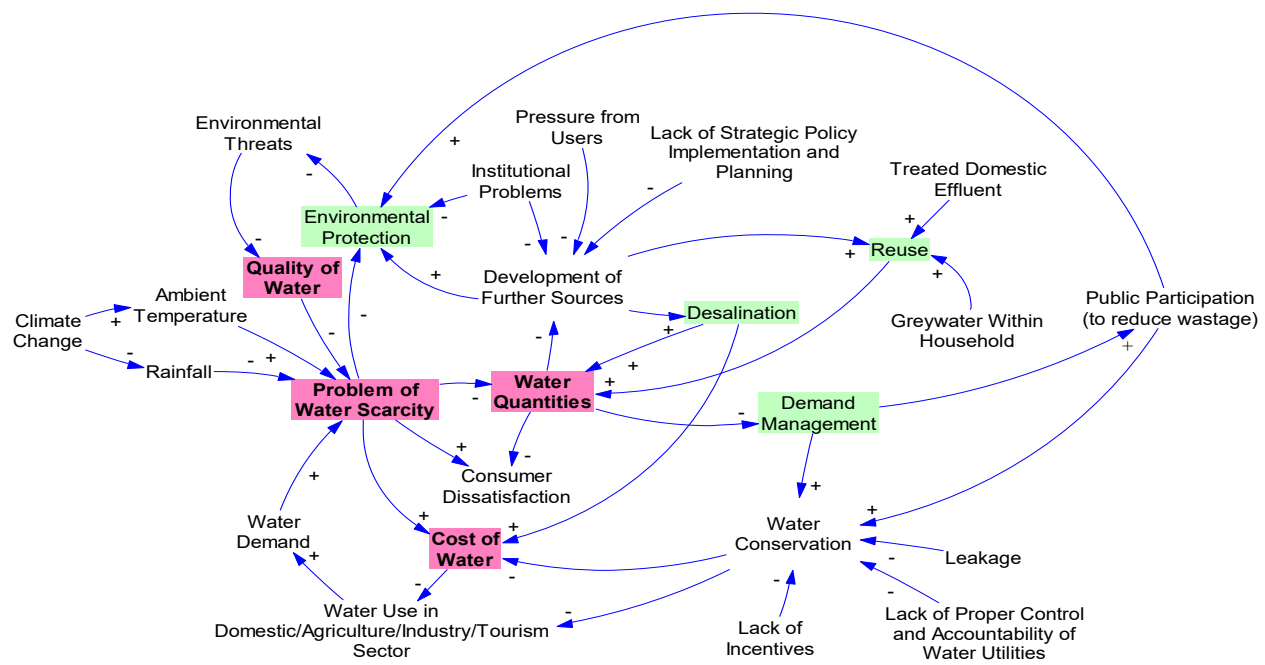 Environmental
Threats
Pressure from
Users
Lack of Strategic Policy
Implementation and
Planning
Institutional
Problems
Treated Domestic
Effluent
Environmental
Protection
Reuse
Quality of
Water
Development of
Further Sources
Desalination
Greywater Within
Household
Public Participation
(to reduce wastage)
Climate
Change
Ambient
Temperature
Rainfall
Problem of
Water Scarcity
Water
Quantities
Demand
Management
Consumer
Dissatisfaction
Water
Demand
Cost of
Water
Water
Conservation
Leakage
Water Use in
Domestic/Agriculture/Industry/Tourism
Sector
Lack of
Incentives
Lack of Proper Control
and Accountability of
Water Utilities